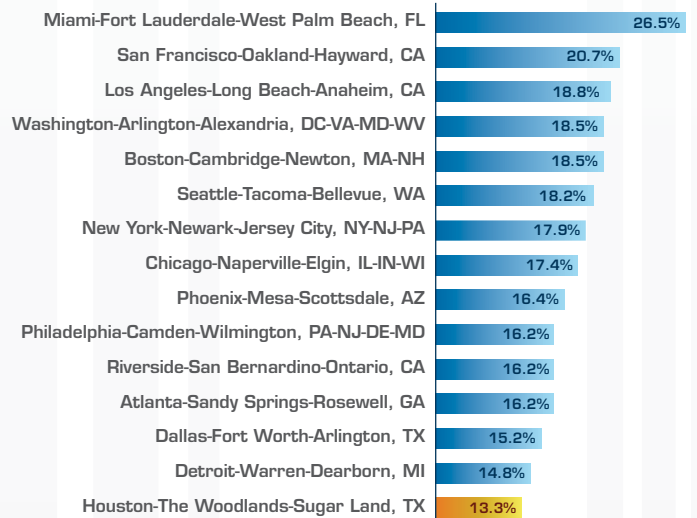 Miami-Fort Lauderdale-West Palm Beach, FL 26.5%
San Francisco-Oakland-Hayward, CA 20.7%
Los Angeles-Long Beach-Anaheim, CA 18.8%
Washington-Arlington-Alexandria, DC-VA-MD-WV 18.5%
Boston-Cambridge-Newton, MA-NH 18.5%
Seattle-Tacoma-Bellevue, WA 18.2%
New York-Newark-Jersey City, NY-NJ-PA 17.9%
Chicago-Naperville-Elgin, IL-IN-WI 17.4%
Phoenix-Mesa-Scottsdale, AZ 16.4%
Philadelphia-Camden-Wilmington, PA-NJ-DE-MD 16.2%
Riverside-San Bernardino-Ontario, CA 16.2%
Atlanta-Sandy Springs-Rosewell, GA 16.2%
Dallas-Fort Worth-Arlington, TX 15.2%
Detroit-Warren-Dearborn, MI 14.8%
Houston-The Woodlands-Sugar Land, TX 13.3%